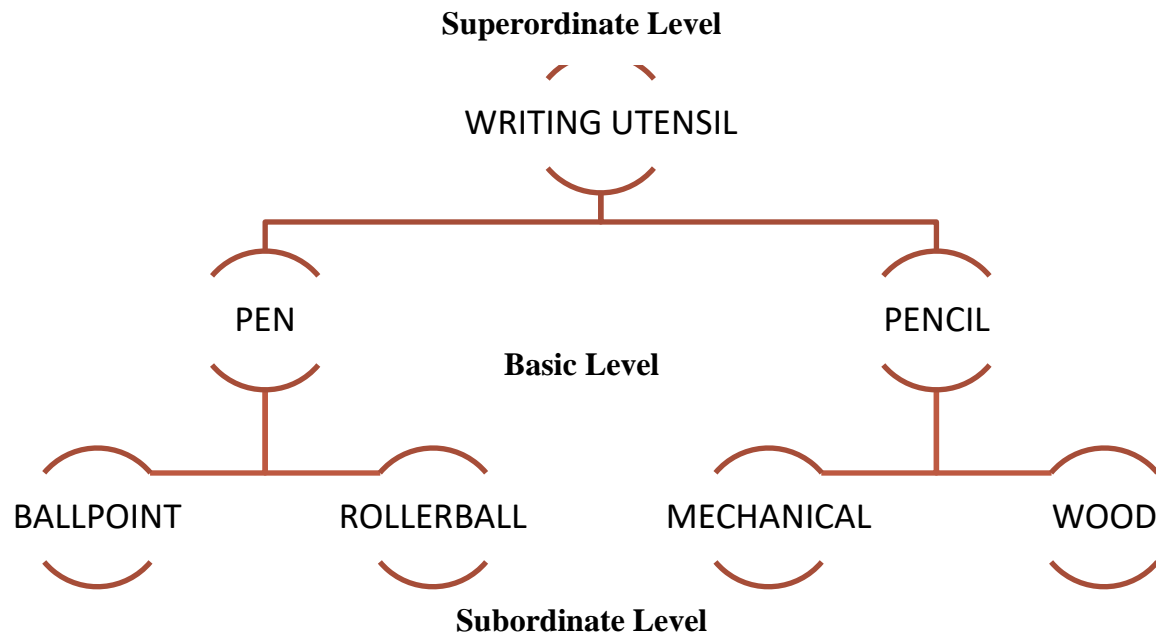 Superordinate Level
WRITING UTENSIL
PEN
PENCIL
Basic Level
BALLPOINT
ROLLERBALL
MECHANICAL
WOOD
Subordinate Level